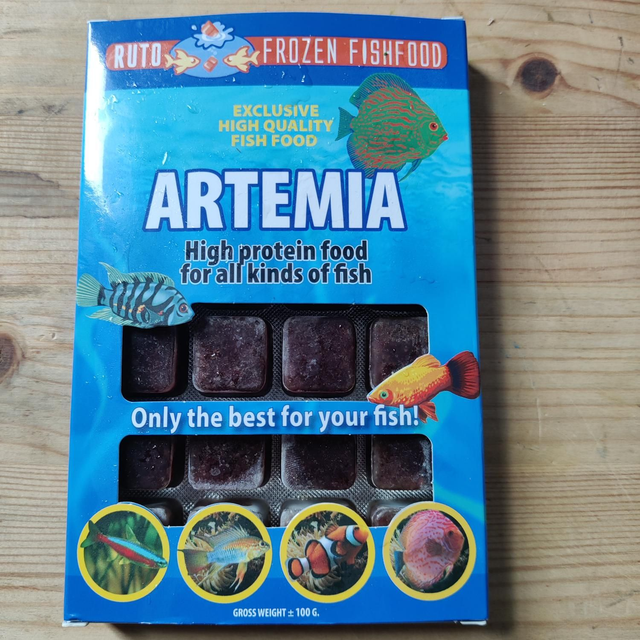 RUTO FROZEN FISHFOOD
EXCLUSIVE
HIGH QUALITY
FISH FOOD
ARTEMIA
High protein food
for all kinds of fish
Only the best for your fish!
GROSS WEIGHT ± 100 G.